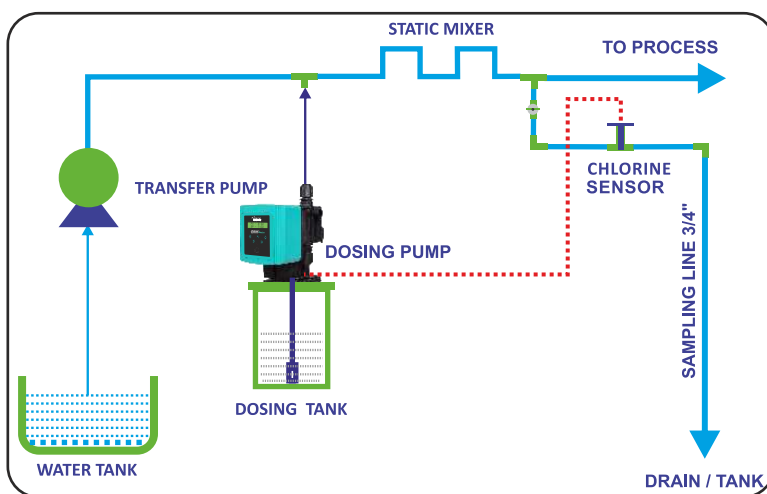 STATIC MIXER
TO PROCESS
TRANSFER PUMP
CHLORINE
SENSOR
DOSING PUMP
SAMPLING LINE 3/4"
DOSING TANK
WATER TANK
DRAIN / TANK